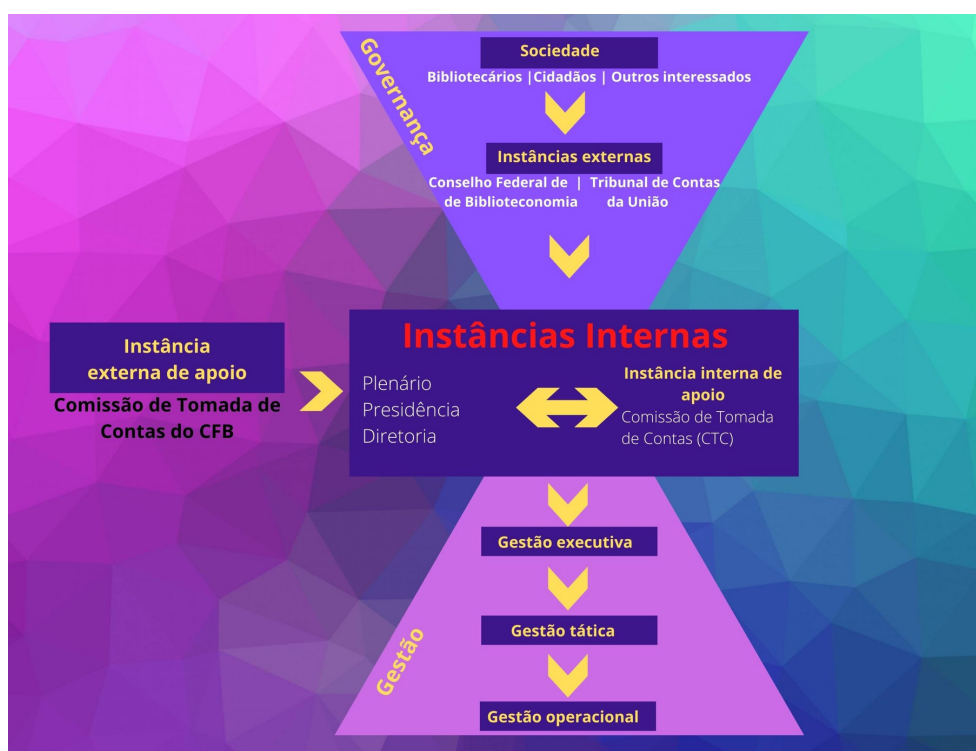 Governança
Sociedade
Bibliotecários |Cidadãos | Outros interessados
Instâncias externas
Conselho Federal de | Tribunal de Contas
de Biblioteconomia da União
Instância
externa de apoio
Comissão de Tomada de
Contas do CFB
Instâncias Internas
Plenário
Presidência
Diretoria
Instância interna de
apoio
Comissão de Tomada
de Contas (CTC)
Gestão
Gestão executiva
Gestão tática
Gestão operacional